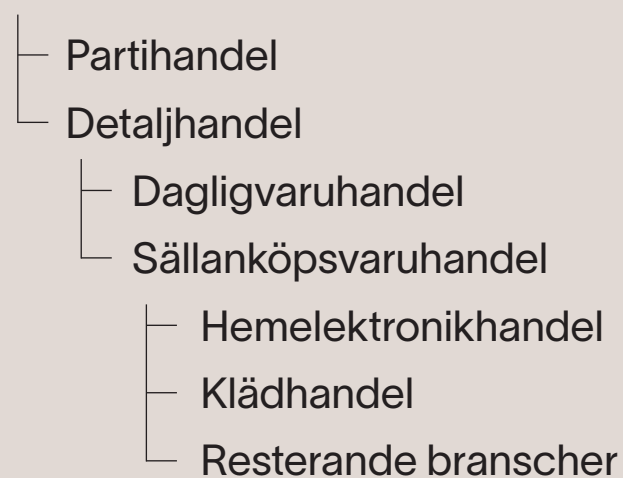 Partihandel
Detaljhandel
Dagligvaruhandel
Sällanköpsvaruhandel
Hemelektronikhandel
Klädhandel
Resterande branscher